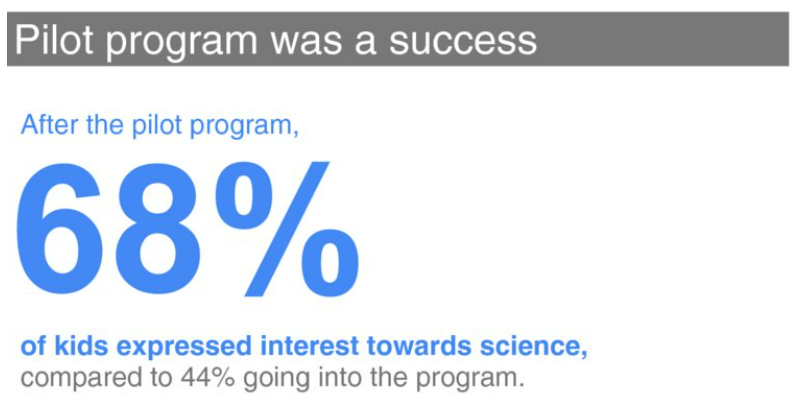 Pilot program was a success
After the pilot program,
68%
of kids expressed interest towards science,
compared to 44% going into the program.